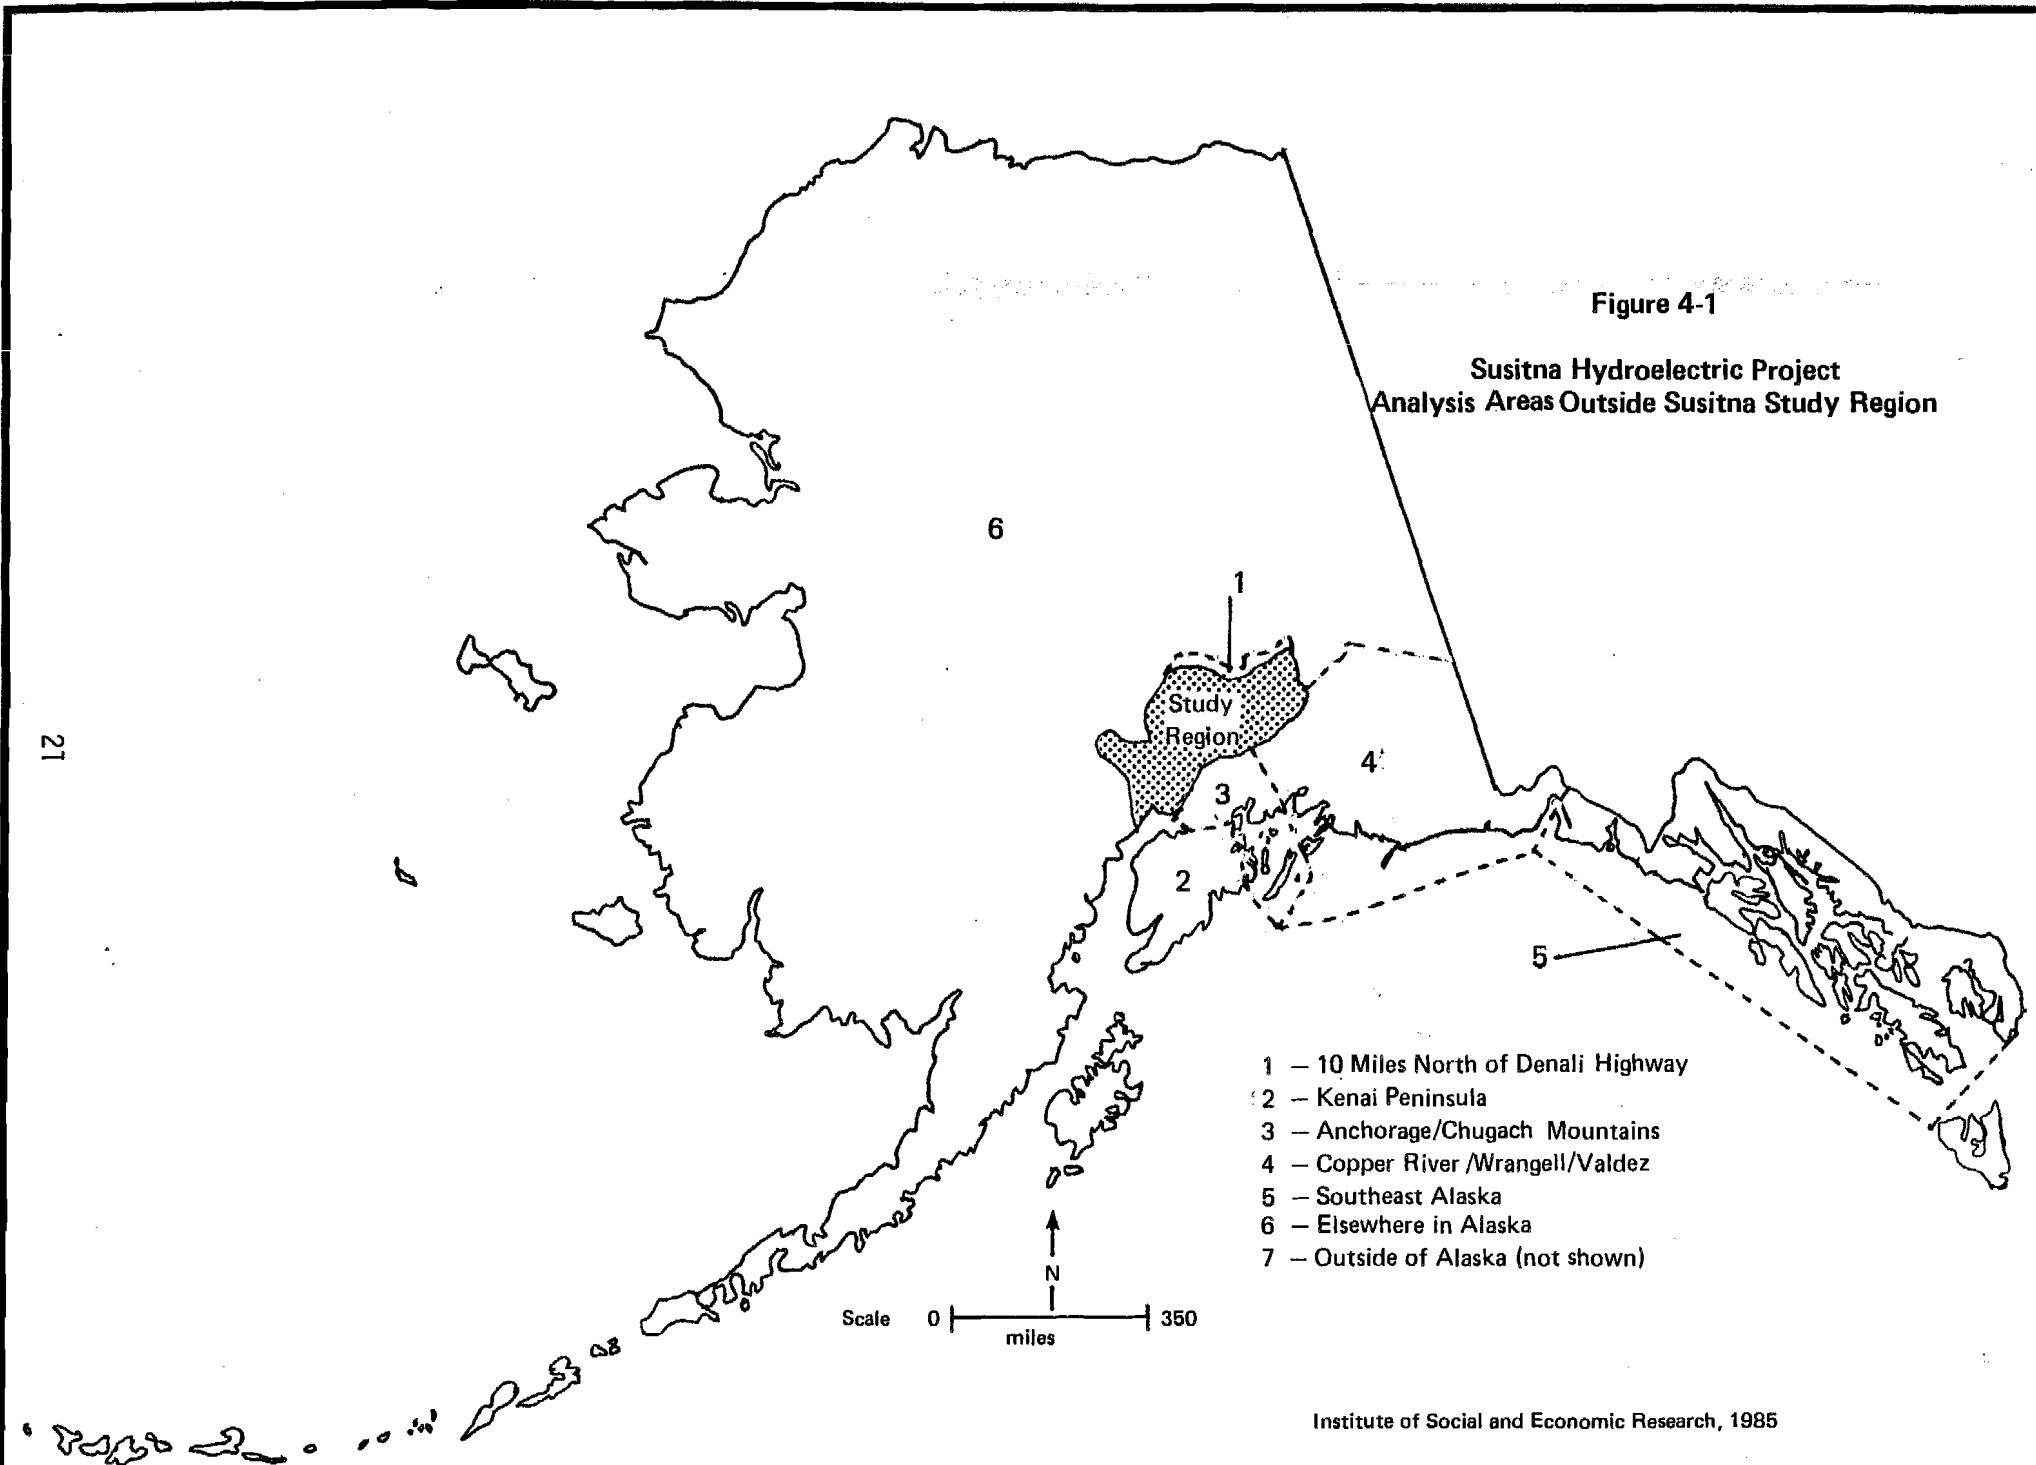 Figure 4-1
Susitna Hydroelectric Project
Analysis Areas Outside Susitna Study Region
6
1
Study
Region
4
3
2
5
21
1 – 10 Miles North of Denali Highway
2 – Kenai Peninsula
3 – Anchorage/Chugach Mountains
4 – Copper River /Wrangell/Valdez
5 – Southeast Alaska
6 – Elsewhere in Alaska
7 – Outside of Alaska (not shown)
N
Scale 0 350
miles
Institute of Social and Economic Research, 1985